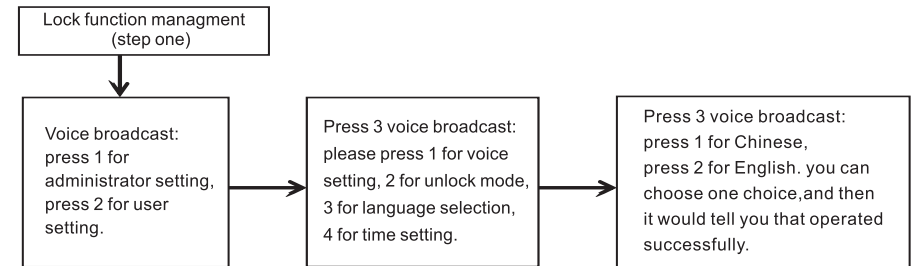 Lock function managment
(step one)
Voice broadcast:
press 1 for
administrator setting,
press 2 for user
setting.
Press 3 voice broadcast:
please press 1 for voice
setting, 2 for unlock mode,
3 for language selection,
4 for time setting.
Press 3 voice broadcast:
press 1 for Chinese,
press 2 for English. you can
choose one choice,and then
it would tell you that operated
successfully.